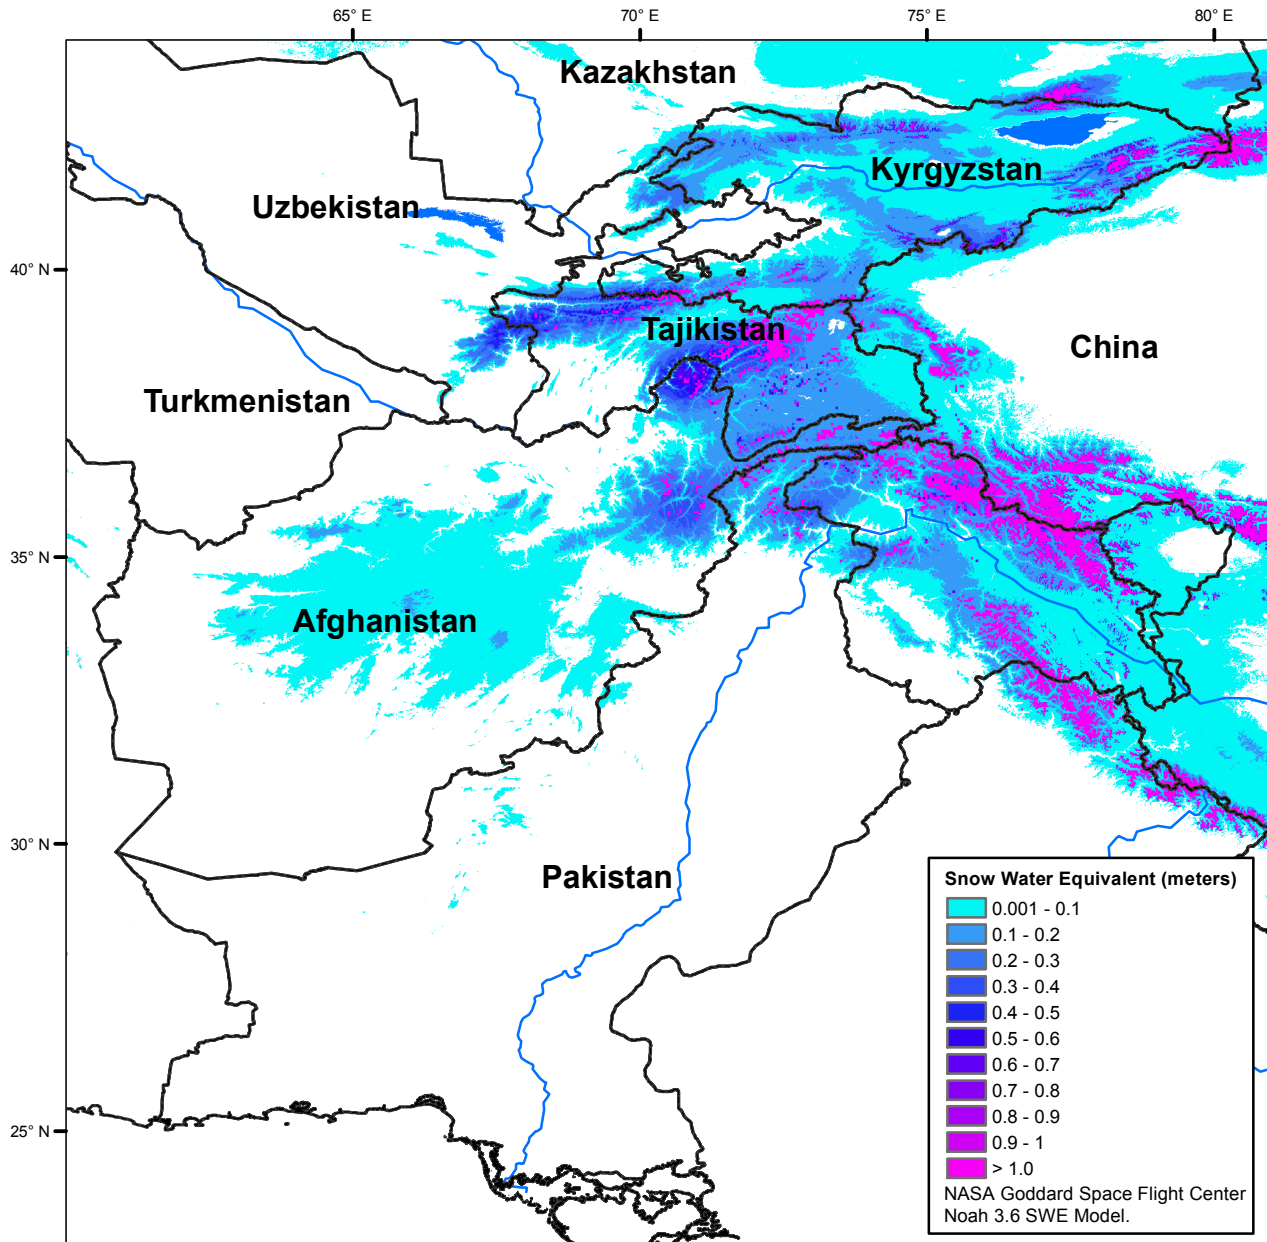 65° E
70° E
75° E
80° E
Kazakhstan
Kyrgyzstan
Uzbekistan
40° N
Tajikistan
China
Turkmenistan
35° N
Afghanistan
30° N
Pakistan
25° N
Snow Water Equivalent (meters)
0.001 - 0.1
0.1 - 0.2
0.2 - 0.3
0.3 - 0.4
0.4 - 0.5
0.5 - 0.6
0.6 - 0.7
0.7 - 0.8
0.8 - 0.9
0.9 - 1
> 1.0
NASA Goddard Space Flight Center
Noah 3.6 SWE Model.